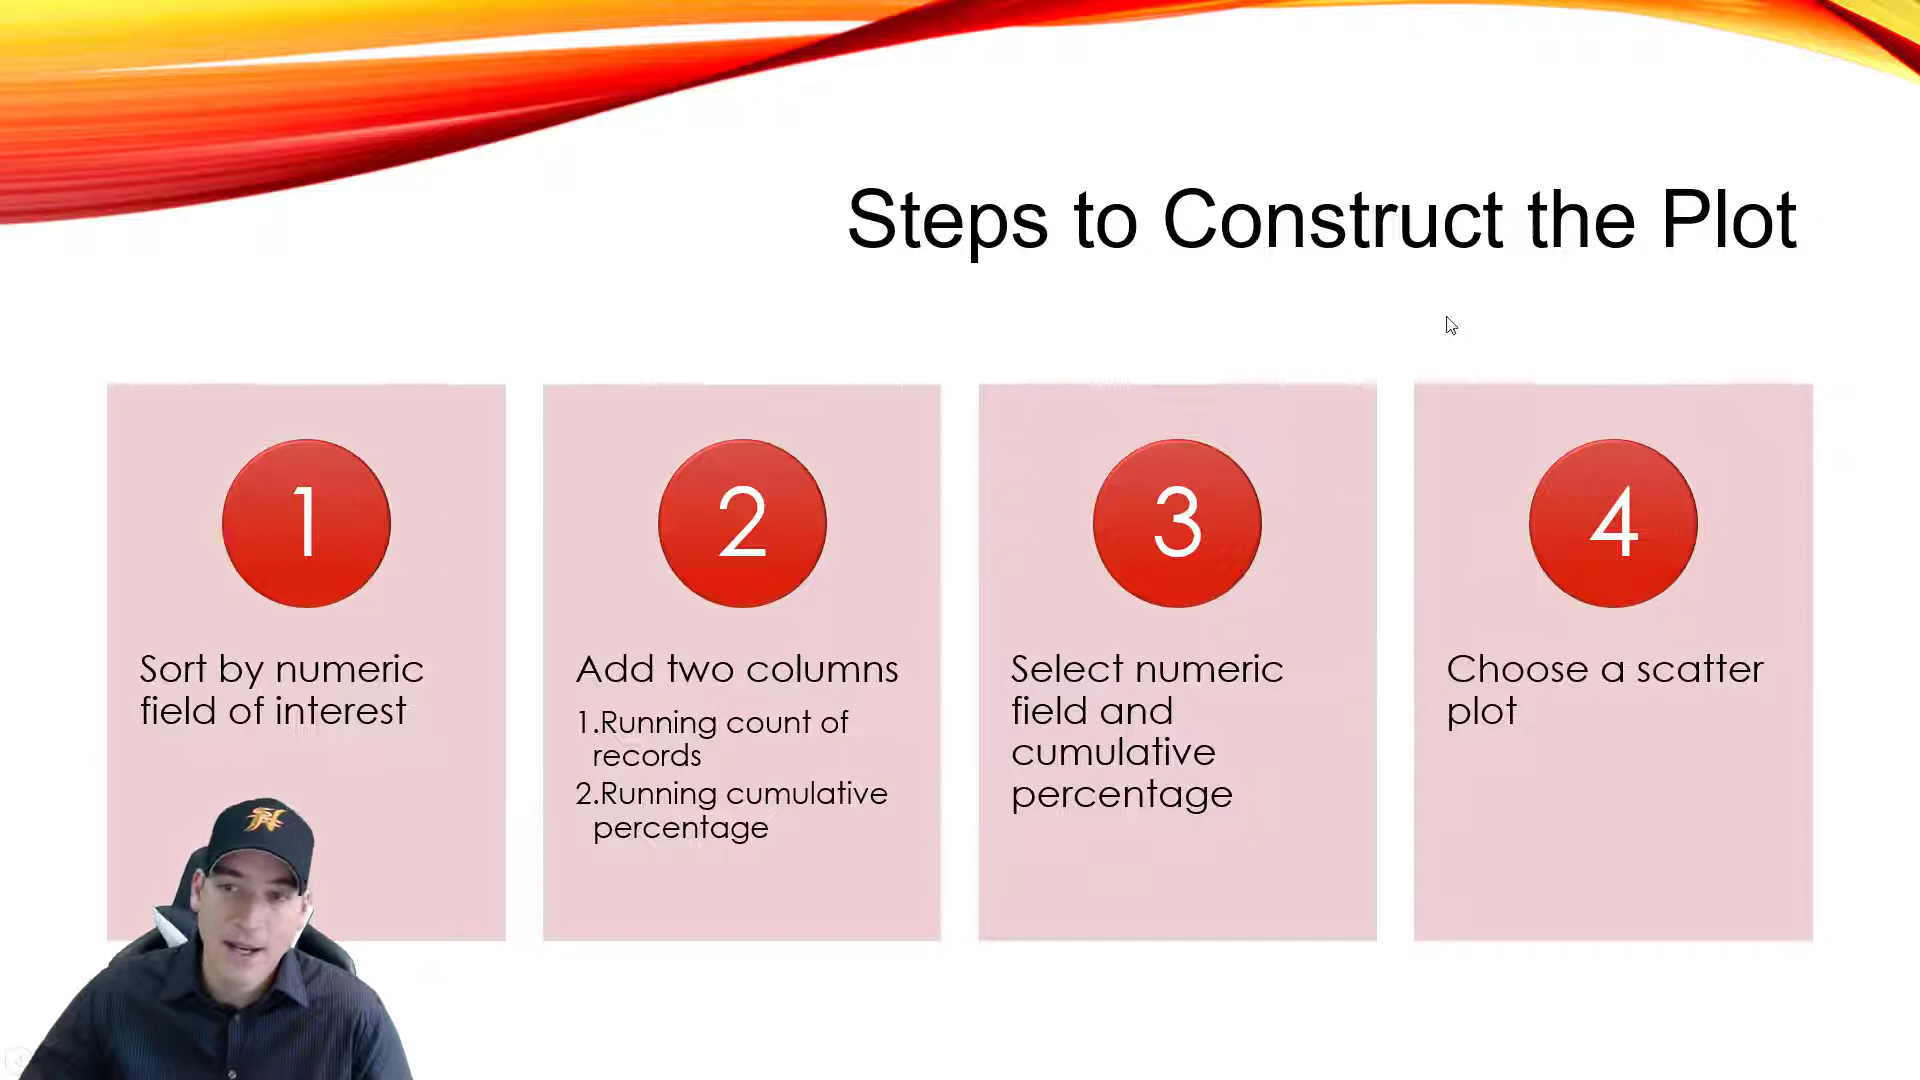 Steps to Construct the Plot
1
Sort by numeric
field of interest
2
Add two columns
1.Running count of
records
2.Running cumulative
percentage
3
Select numeric
field and
cumulative
percentage
4
Choose a scatter
plot